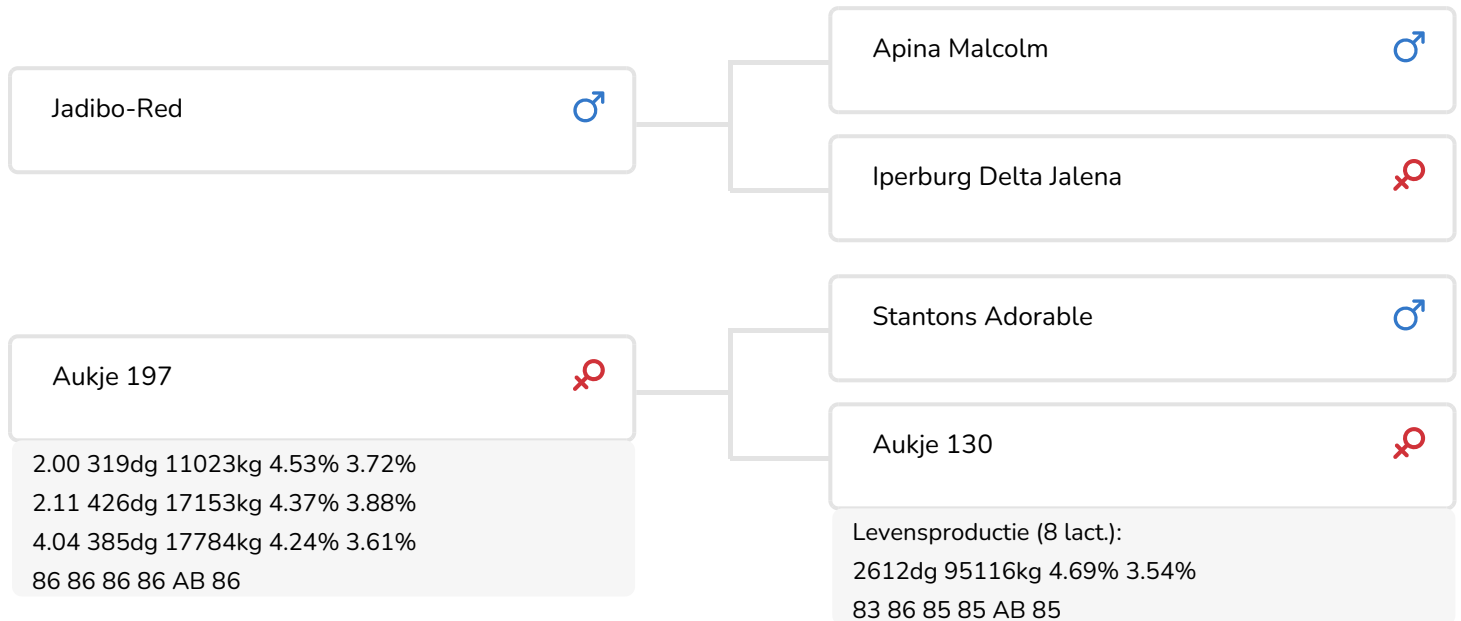 Jadibo-Red
Apina Malcolm
Iperburg Delta Jalena
Aukje 197
2.00 319dg 11023kg 4.53% 3.72%
2.11 426dg 17153kg 4.37% 3.88%
4.04 385dg 17784kg 4.24% 3.61%
86 86 86 86 AB 86
Stantons Adorable
Aukje 130
Levensproductie (8 lact.):
2612dg 95116kg 4.69% 3.54%
83 86 85 85 AB 85